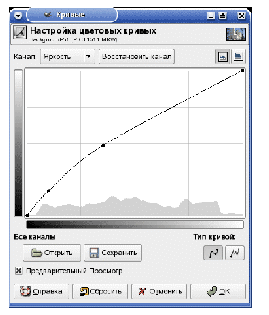 Кривые
Настройка цветовых кривых
Канал: Яркость Восстановить канал
Все каналы Тип кривой:
Открыть Сохранить
Предварительный Просмотр
Справка Сбросить Отменить OK